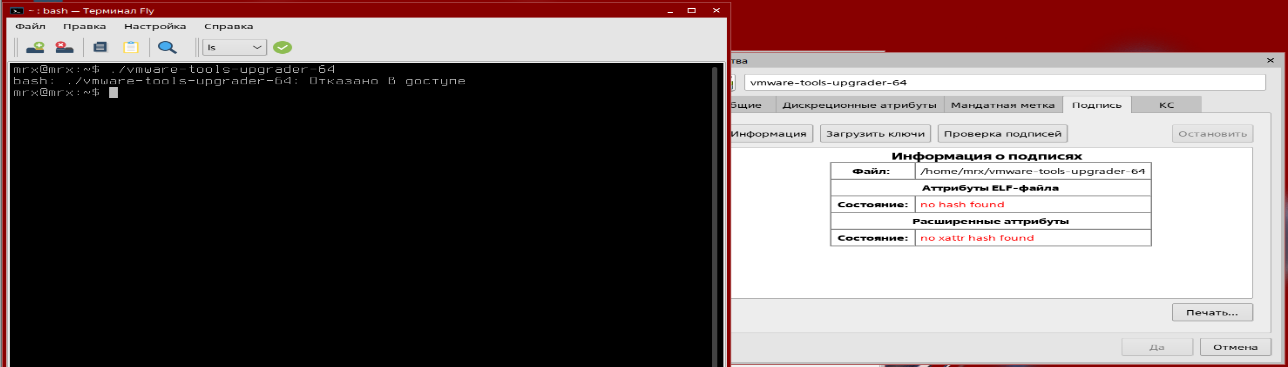 ~ : bash — Терминал Fly
Файл Правка Настройка Справка
ls
mrx@mrx:~$ ./vmware-tools-upgrader-64
bash: ./vmware-tools-upgrader-64: Отказано в доступе
mrx@mrx:~$
ства
vmware-tools-upgrader-64
бщие Дискреционные атрибуты Мандатная метка Подпись КС
Информация Загрузить ключи Проверка подписей Остановить
Информация о подписях
Файл: /home/mrx/vmware-tools-upgrader-64
Аттрибуты ELF-файла
Состояние: no hash found
Расширенные аттрибуты
Состояние: no xattr hash found
Печать...
Да Отмена